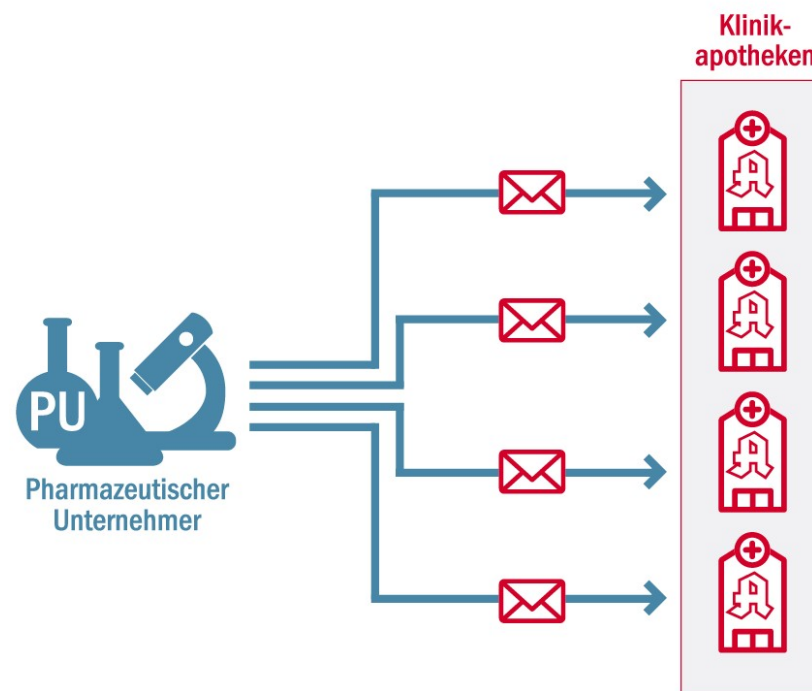 Klinik-
apotheken
PU
Pharmazeutischer
Unternehmer